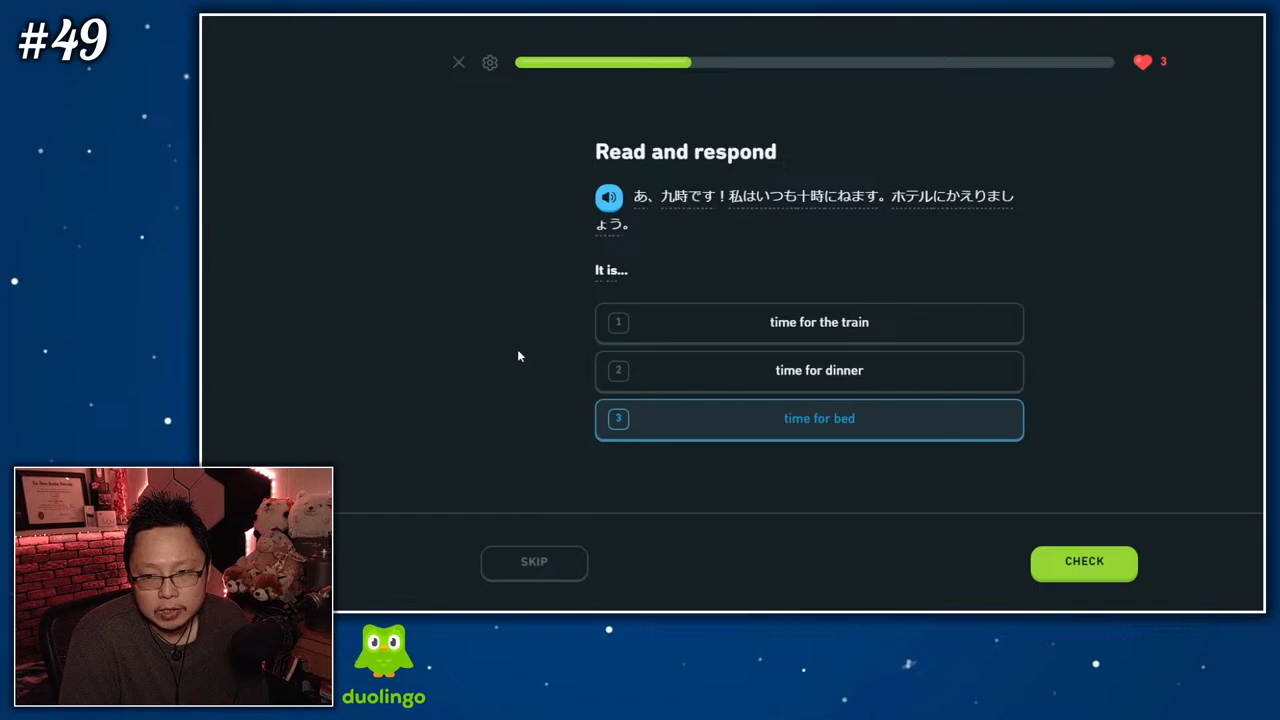 #49
3
Read and respond
あ、九時です！私はいつも十時にねます。ホテルにかえりまし
ょう。
It is...
1 time for the train
2 time for dinner
3 time for bed
SKIP
CHECK
duolingo